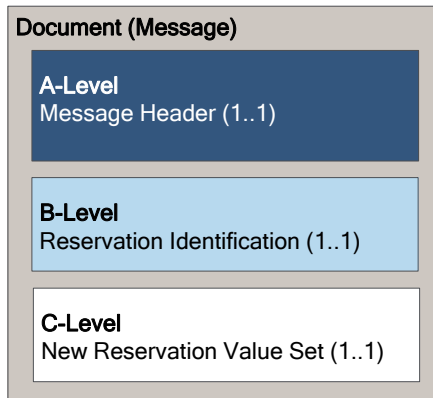 Document (Message)
A-Level
Message Header (1..1)
B-Level
Reservation Identification (1..1)
C-Level
New Reservation Value Set (1..1)